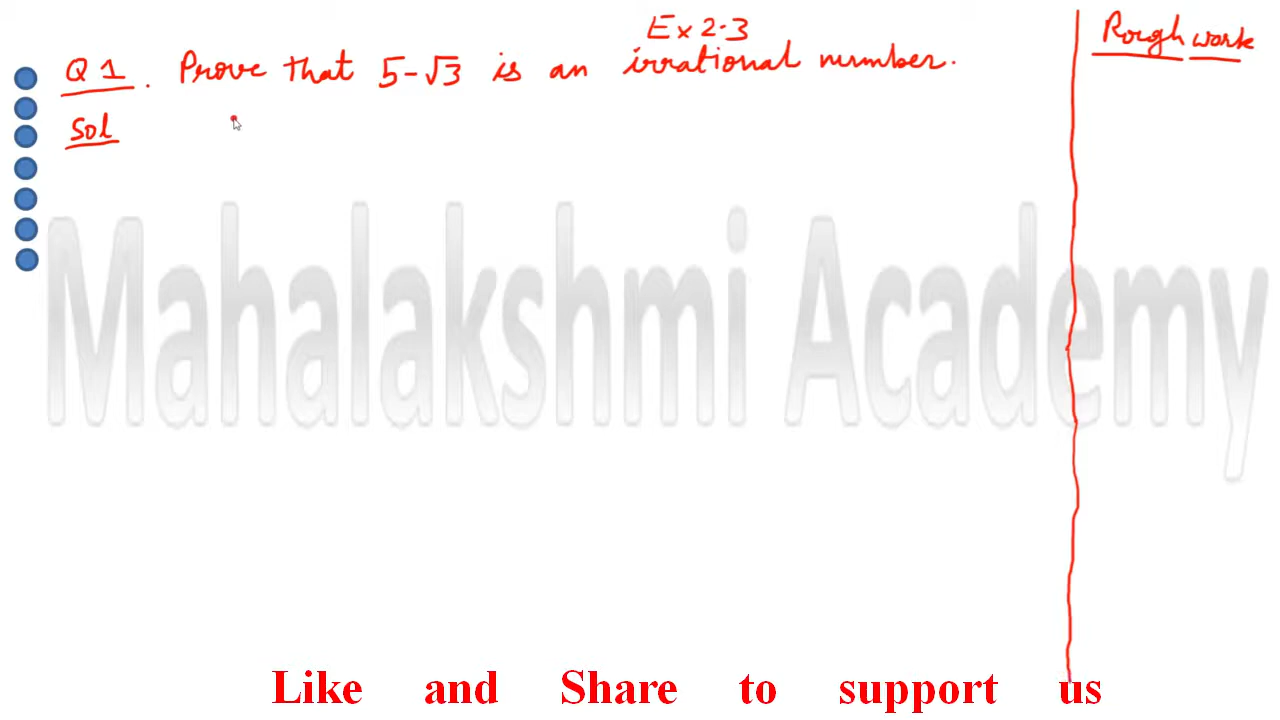 Ex 2.3
Rough work
Q 1. Prove that 5-√3 is an irrational number.
Sol
Mahalakshmi Academy
Like and Share to support us